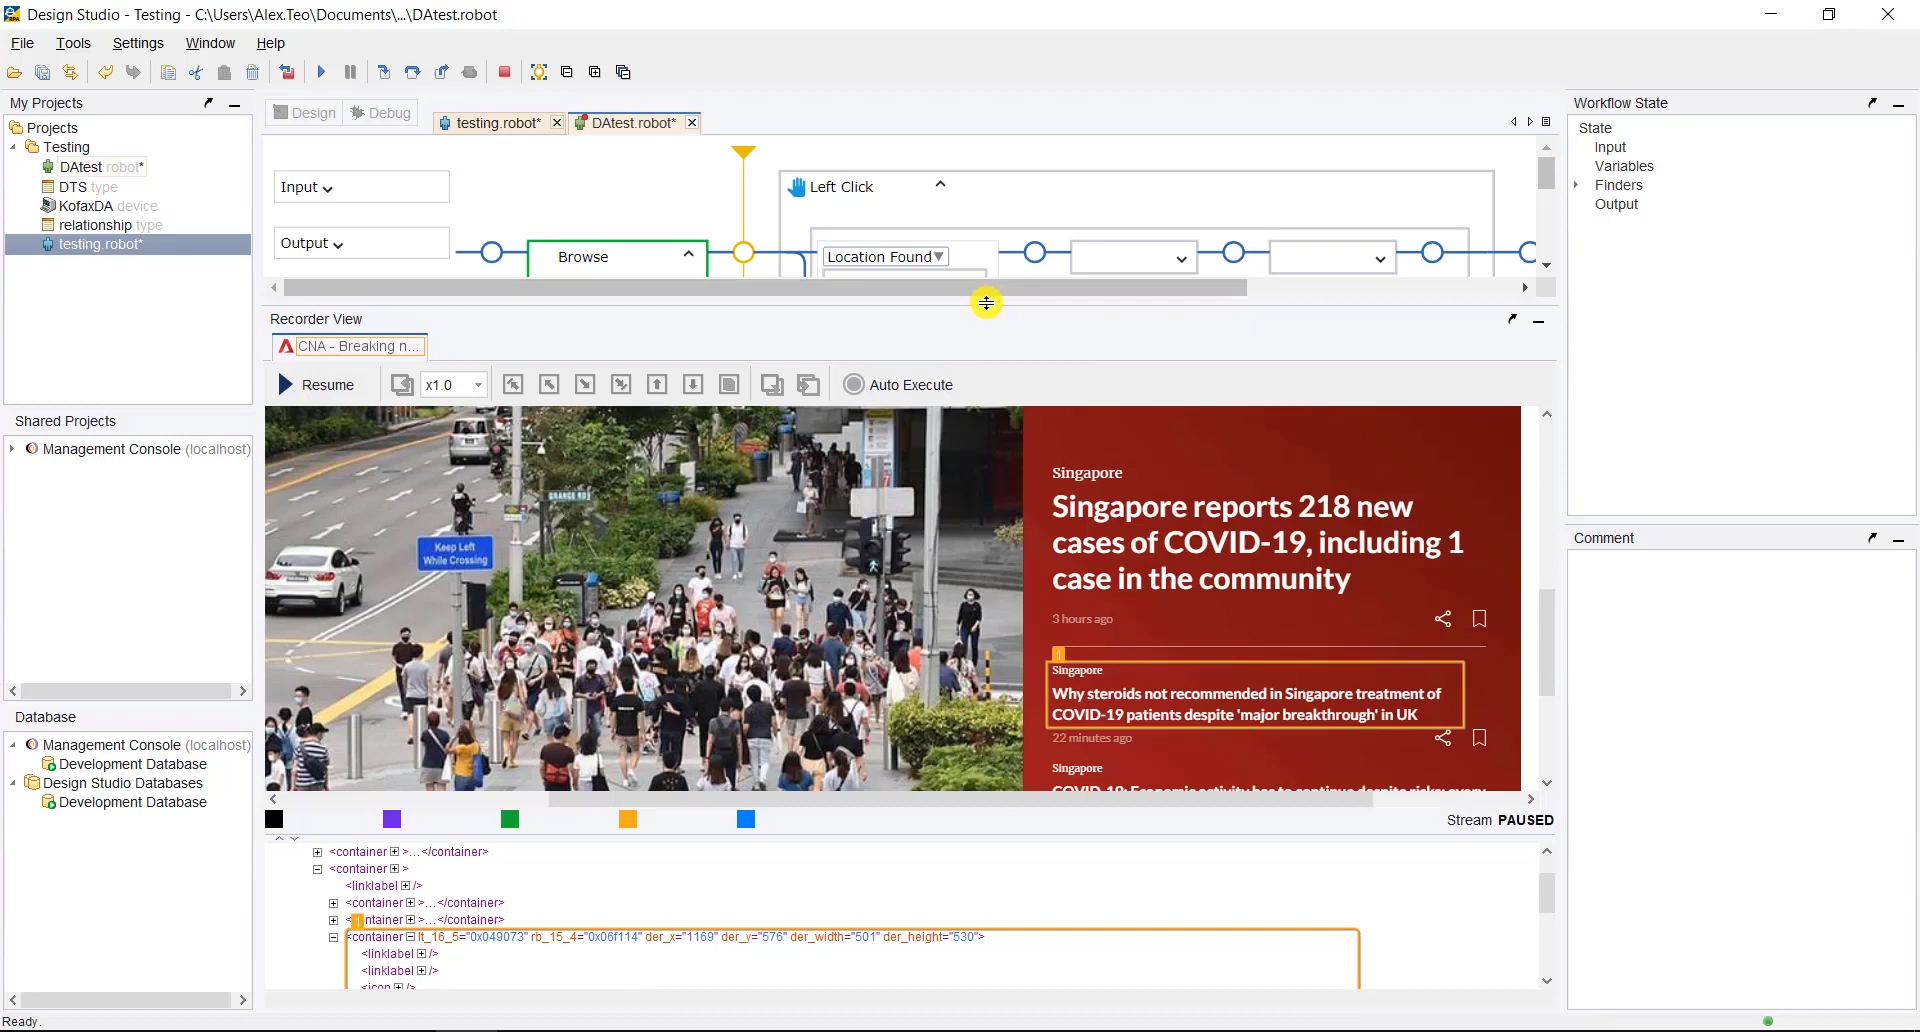 Design Studio - Testing - C:\Users\Alex.Teo\Documents\...\DAtest.robot
File Tools Settings Window Help
My Projects
Projects
Testing
DAtest.robot*
DTS.type
KofaxDA.device
relationship.type
testing.robot*
Shared Projects
Management Console (localhost)
Database
Management Console (localhost)
Development Database
Design Studio Databases
Development Database
Ready.
Design Debug testing.robot* DAtest.robot*
Input
Output
Browse
Left Click
Location Found
Recorder View
CNA - Breaking n...
Resume x1.0 Auto Execute
GRANGE RD
Keep Left
While Crossing
Singapore
Singapore reports 218 new
cases of COVID-19, including 1
case in the community
3 hours ago
1
Singapore
Why steroids not recommended in Singapore treatment of
COVID-19 patients despite 'major breakthrough' in UK
22 minutes ago
Singapore
Stream PAUSED
<container >...</container>
<container >
<linklabel />
<container >...</container>
ntainer >...</container>
1
<container lt_16_5="0x049073" rb_15_4="0x06f114" der_x="1169" der_y="576" der_width="501" der_height="530">
<linklabel />
<linklabel />
<icon />
Workflow State
State
Input
Variables
Finders
Output
Comment